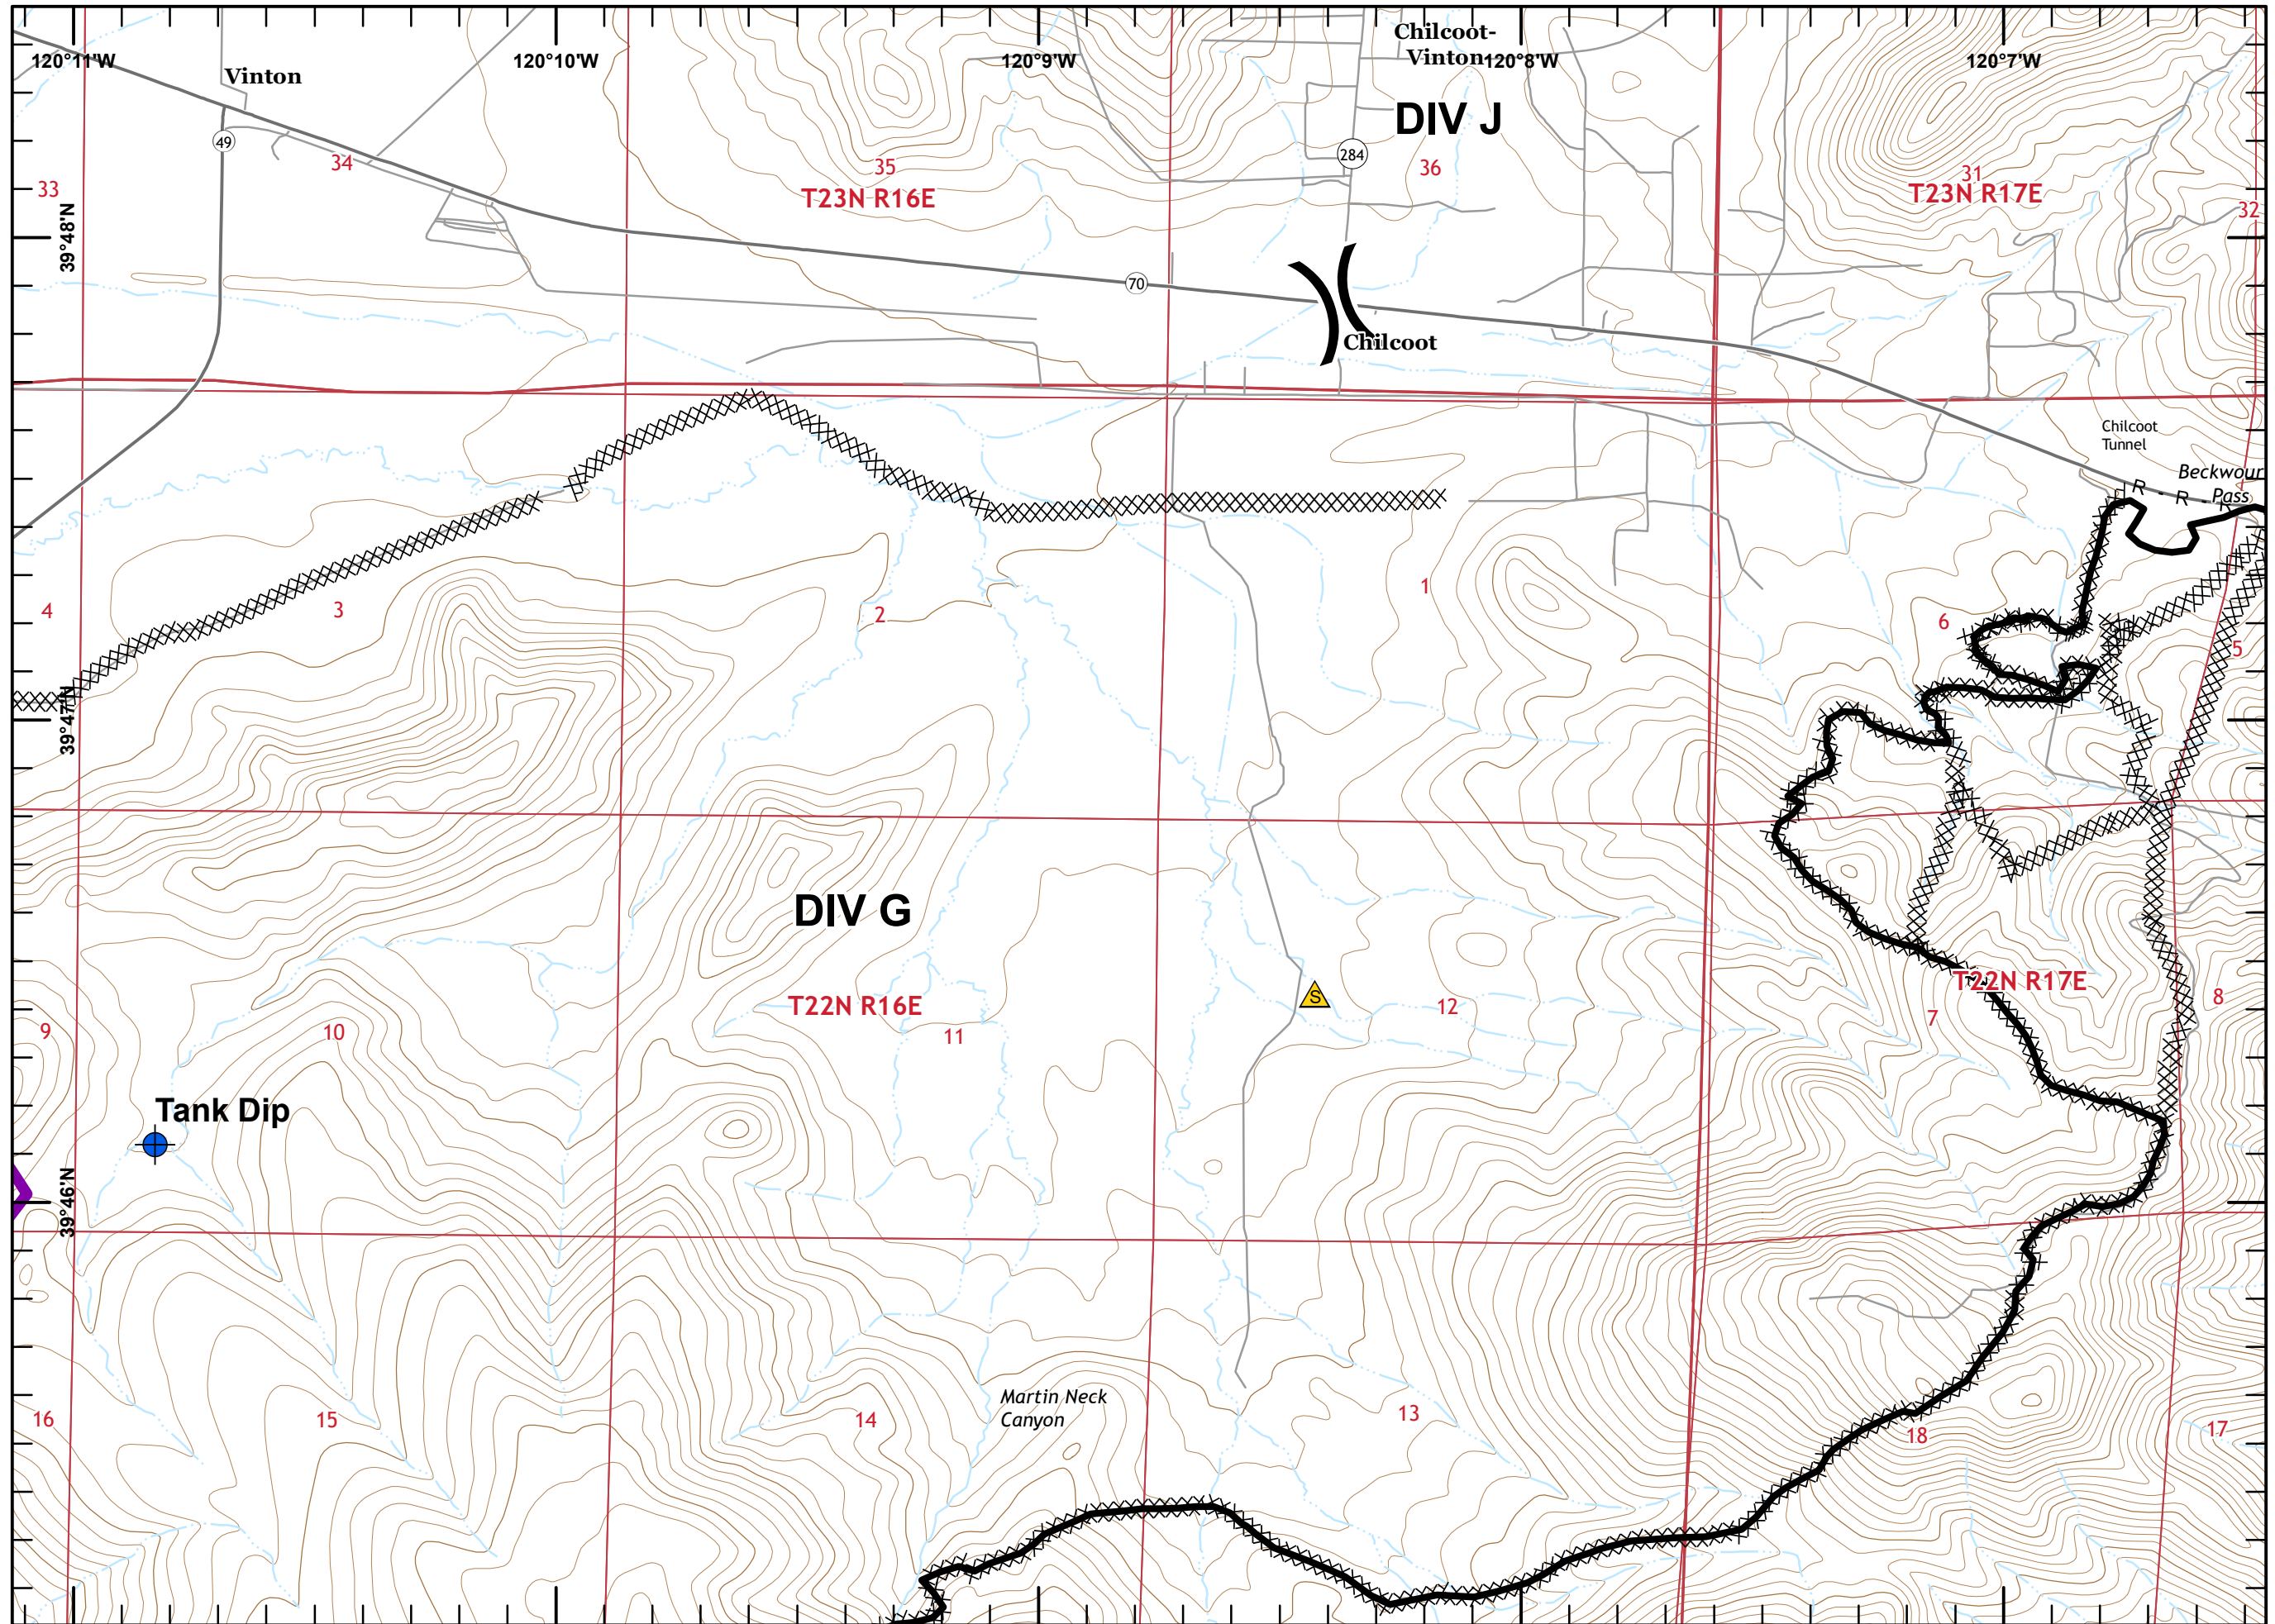 Chilcoot-
Vinton
120°11'W
120°10'W
120°9'W
120°8'W
120°7'W
Vinton
DIV J
49
284
34
35
36
31
33
T23N R16E
T23N R17E
32
39°48'N
70
Chilcoot
Chilcoot
Tunnel
Beckwour
R - R - R
Pass
1
4
3
2
6
5
39°47'N
DIV G
T22N R17E
S
T22N R16E
12
8
7
9
10
11
Tank Dip
39°46'N
Martin Neck
Canyon
16
15
14
13
18
17